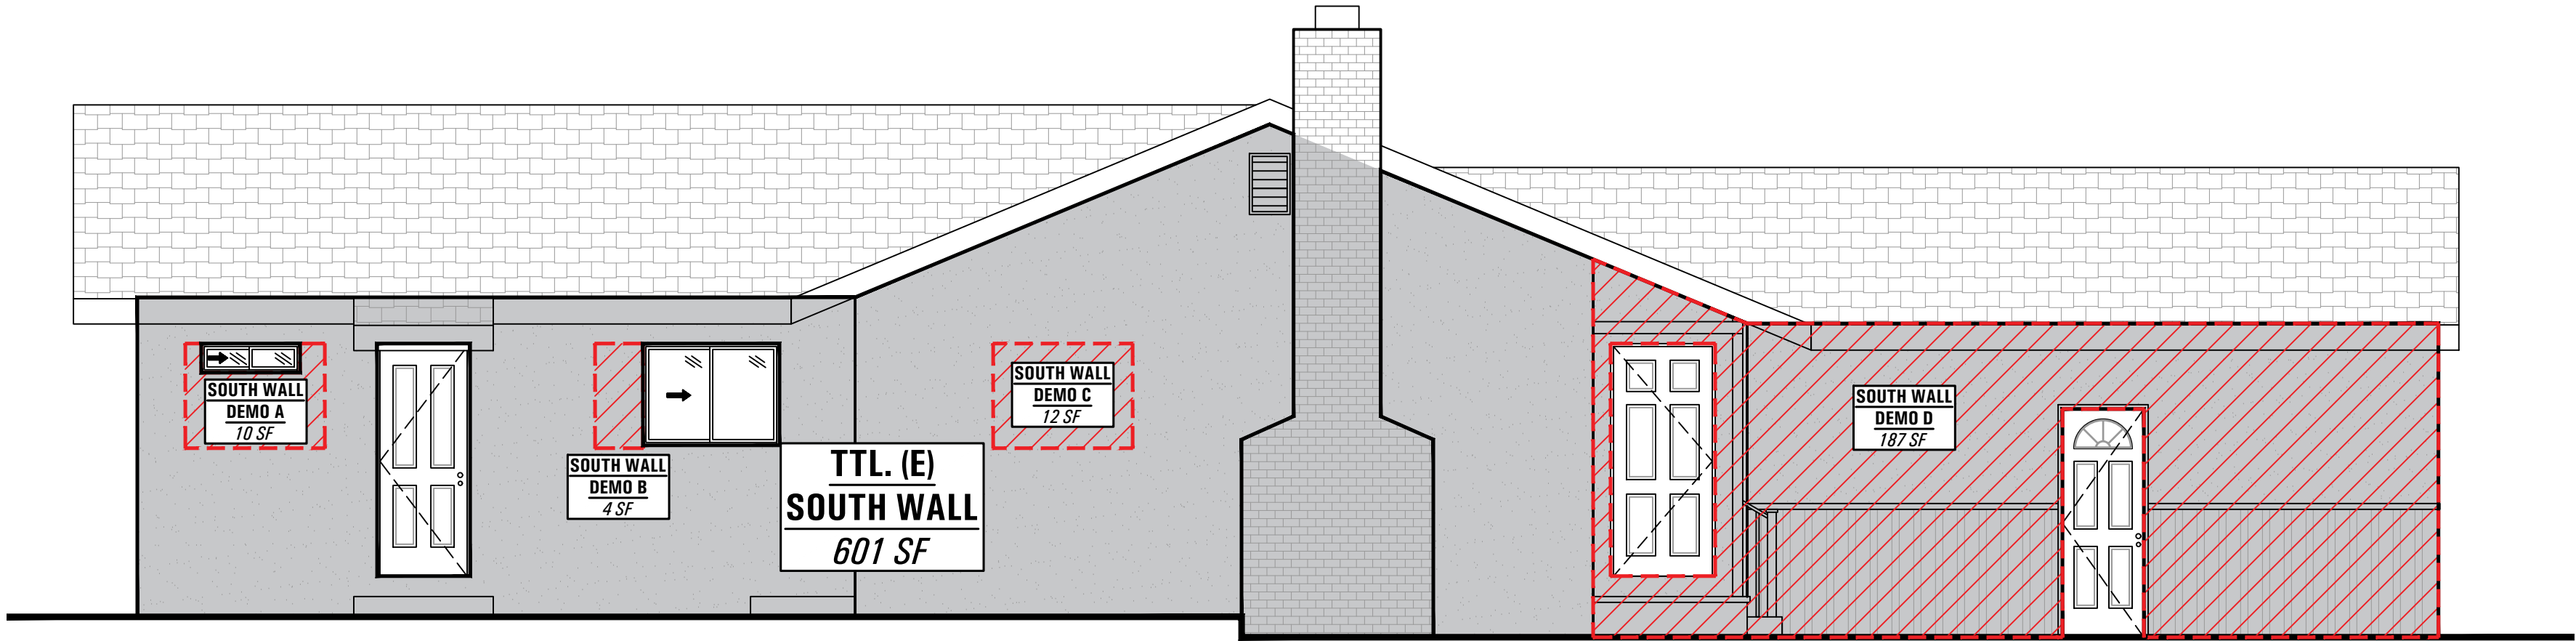 SOUTH WALL
DEMO A
10 SF
SOUTH WALL
DEMO B
4 SF
TTL. (E)
SOUTH WALL
601 SF
SOUTH WALL
DEMO C
12 SF
SOUTH WALL
DEMO D
187 SF